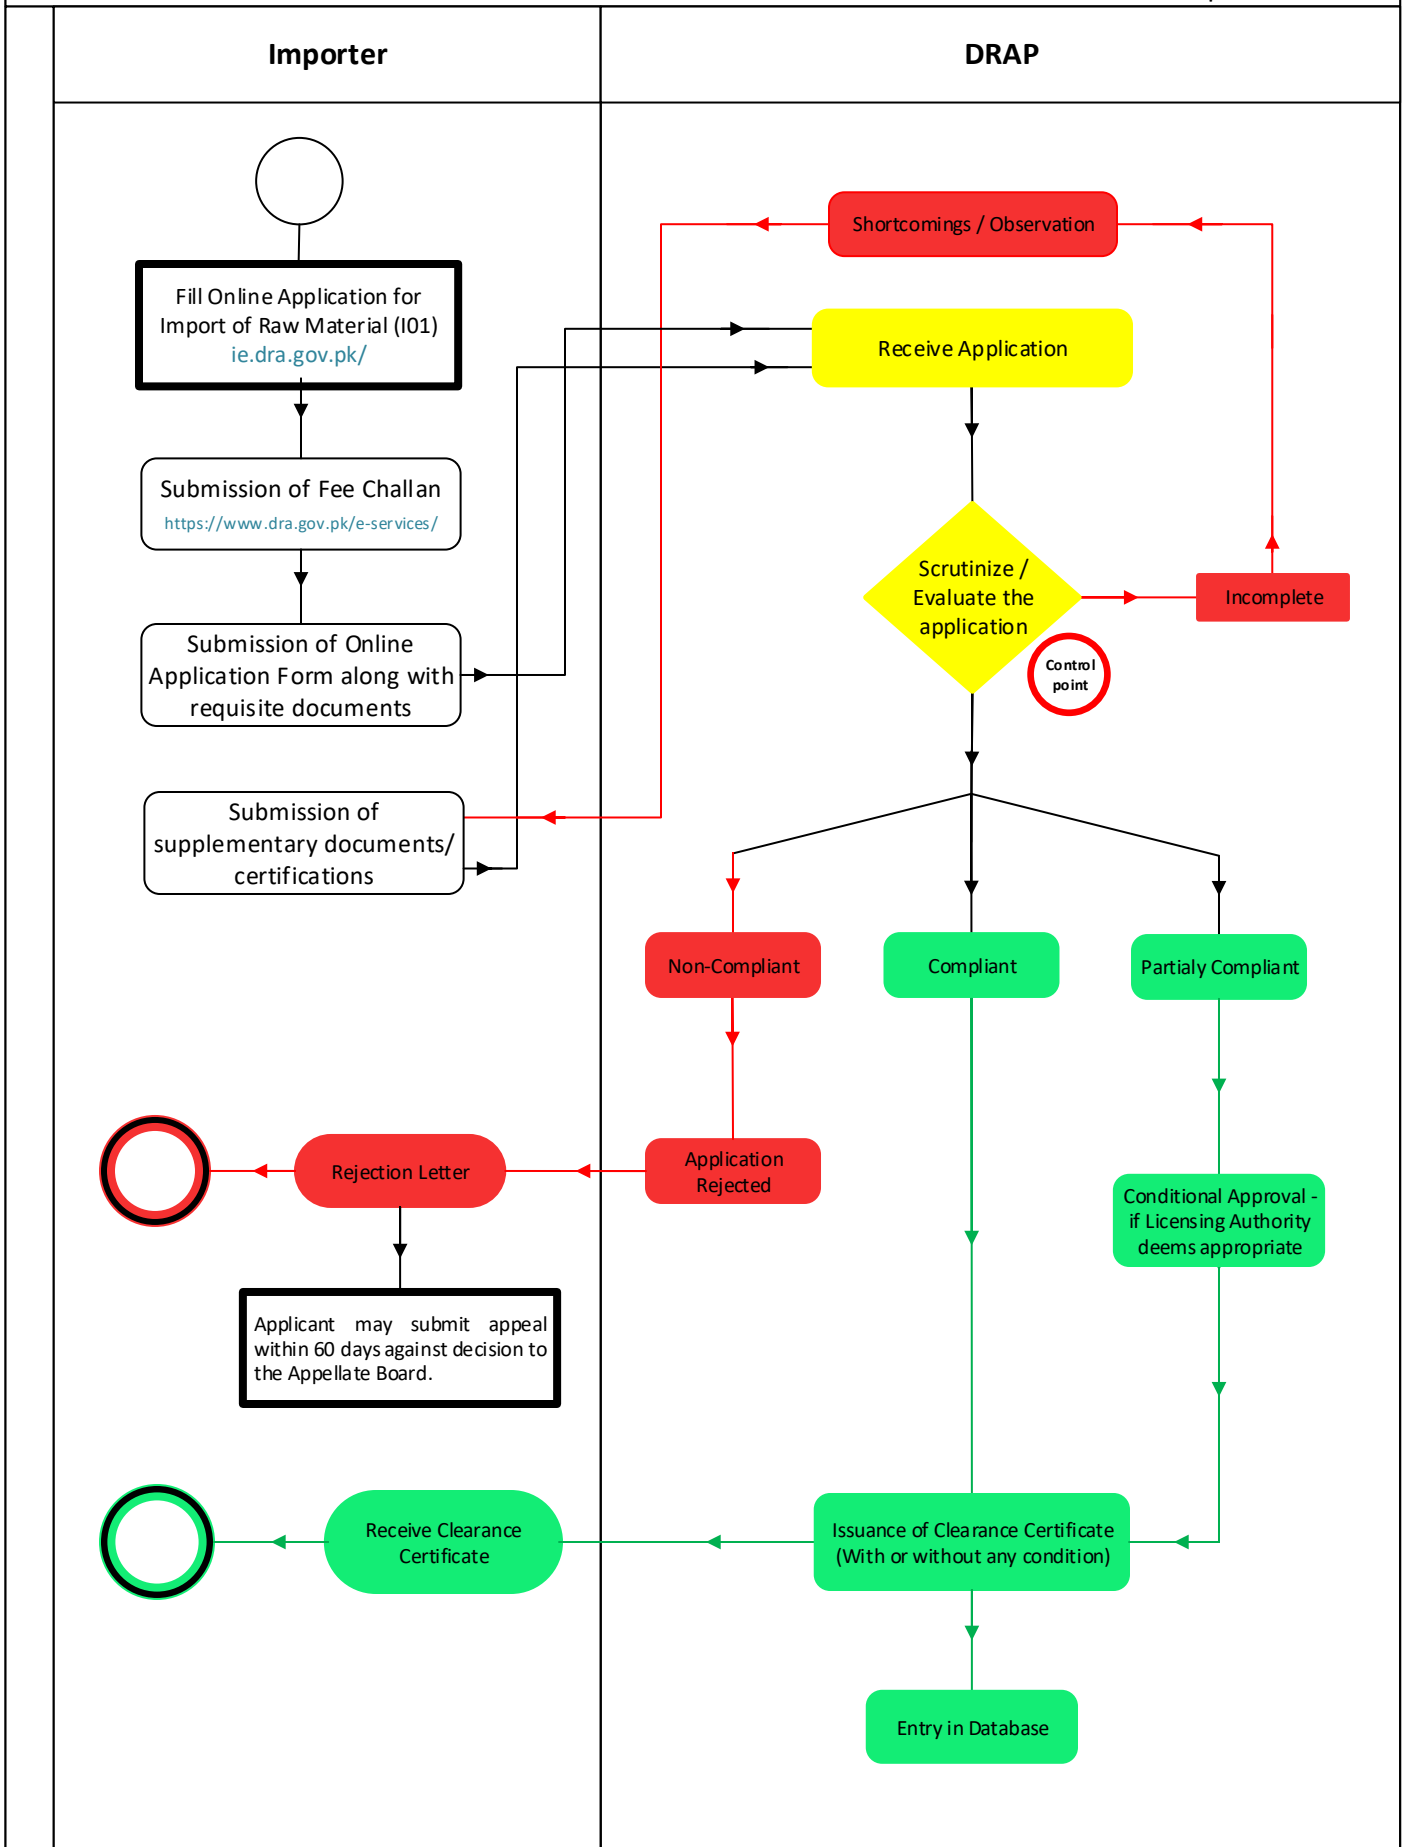 Importer
DRAP
Shortcomings / Observation
Fill Online Application for
Import of Raw Material (I01)
ie.dra.gov.pk/
Receive Application
Submission of Fee Challan
https://www.dra.gov.pk/e-services/
Scrutinize /
Evaluate the
application
Incomplete
Control
point
Submission of Online
Application Form along with
requisite documents
Submission of
supplementary documents/
certifications
Non-Compliant
Compliant
Partialy Compliant
Rejection Letter
Application
Rejected
Conditional Approval -
if Licensing Authority
deems appropriate
Applicant may submit appeal
within 60 days against decision to
the Appellate Board.
Receive Clearance
Certificate
Issuance of Clearance Certificate
(With or without any condition)
Entry in Database